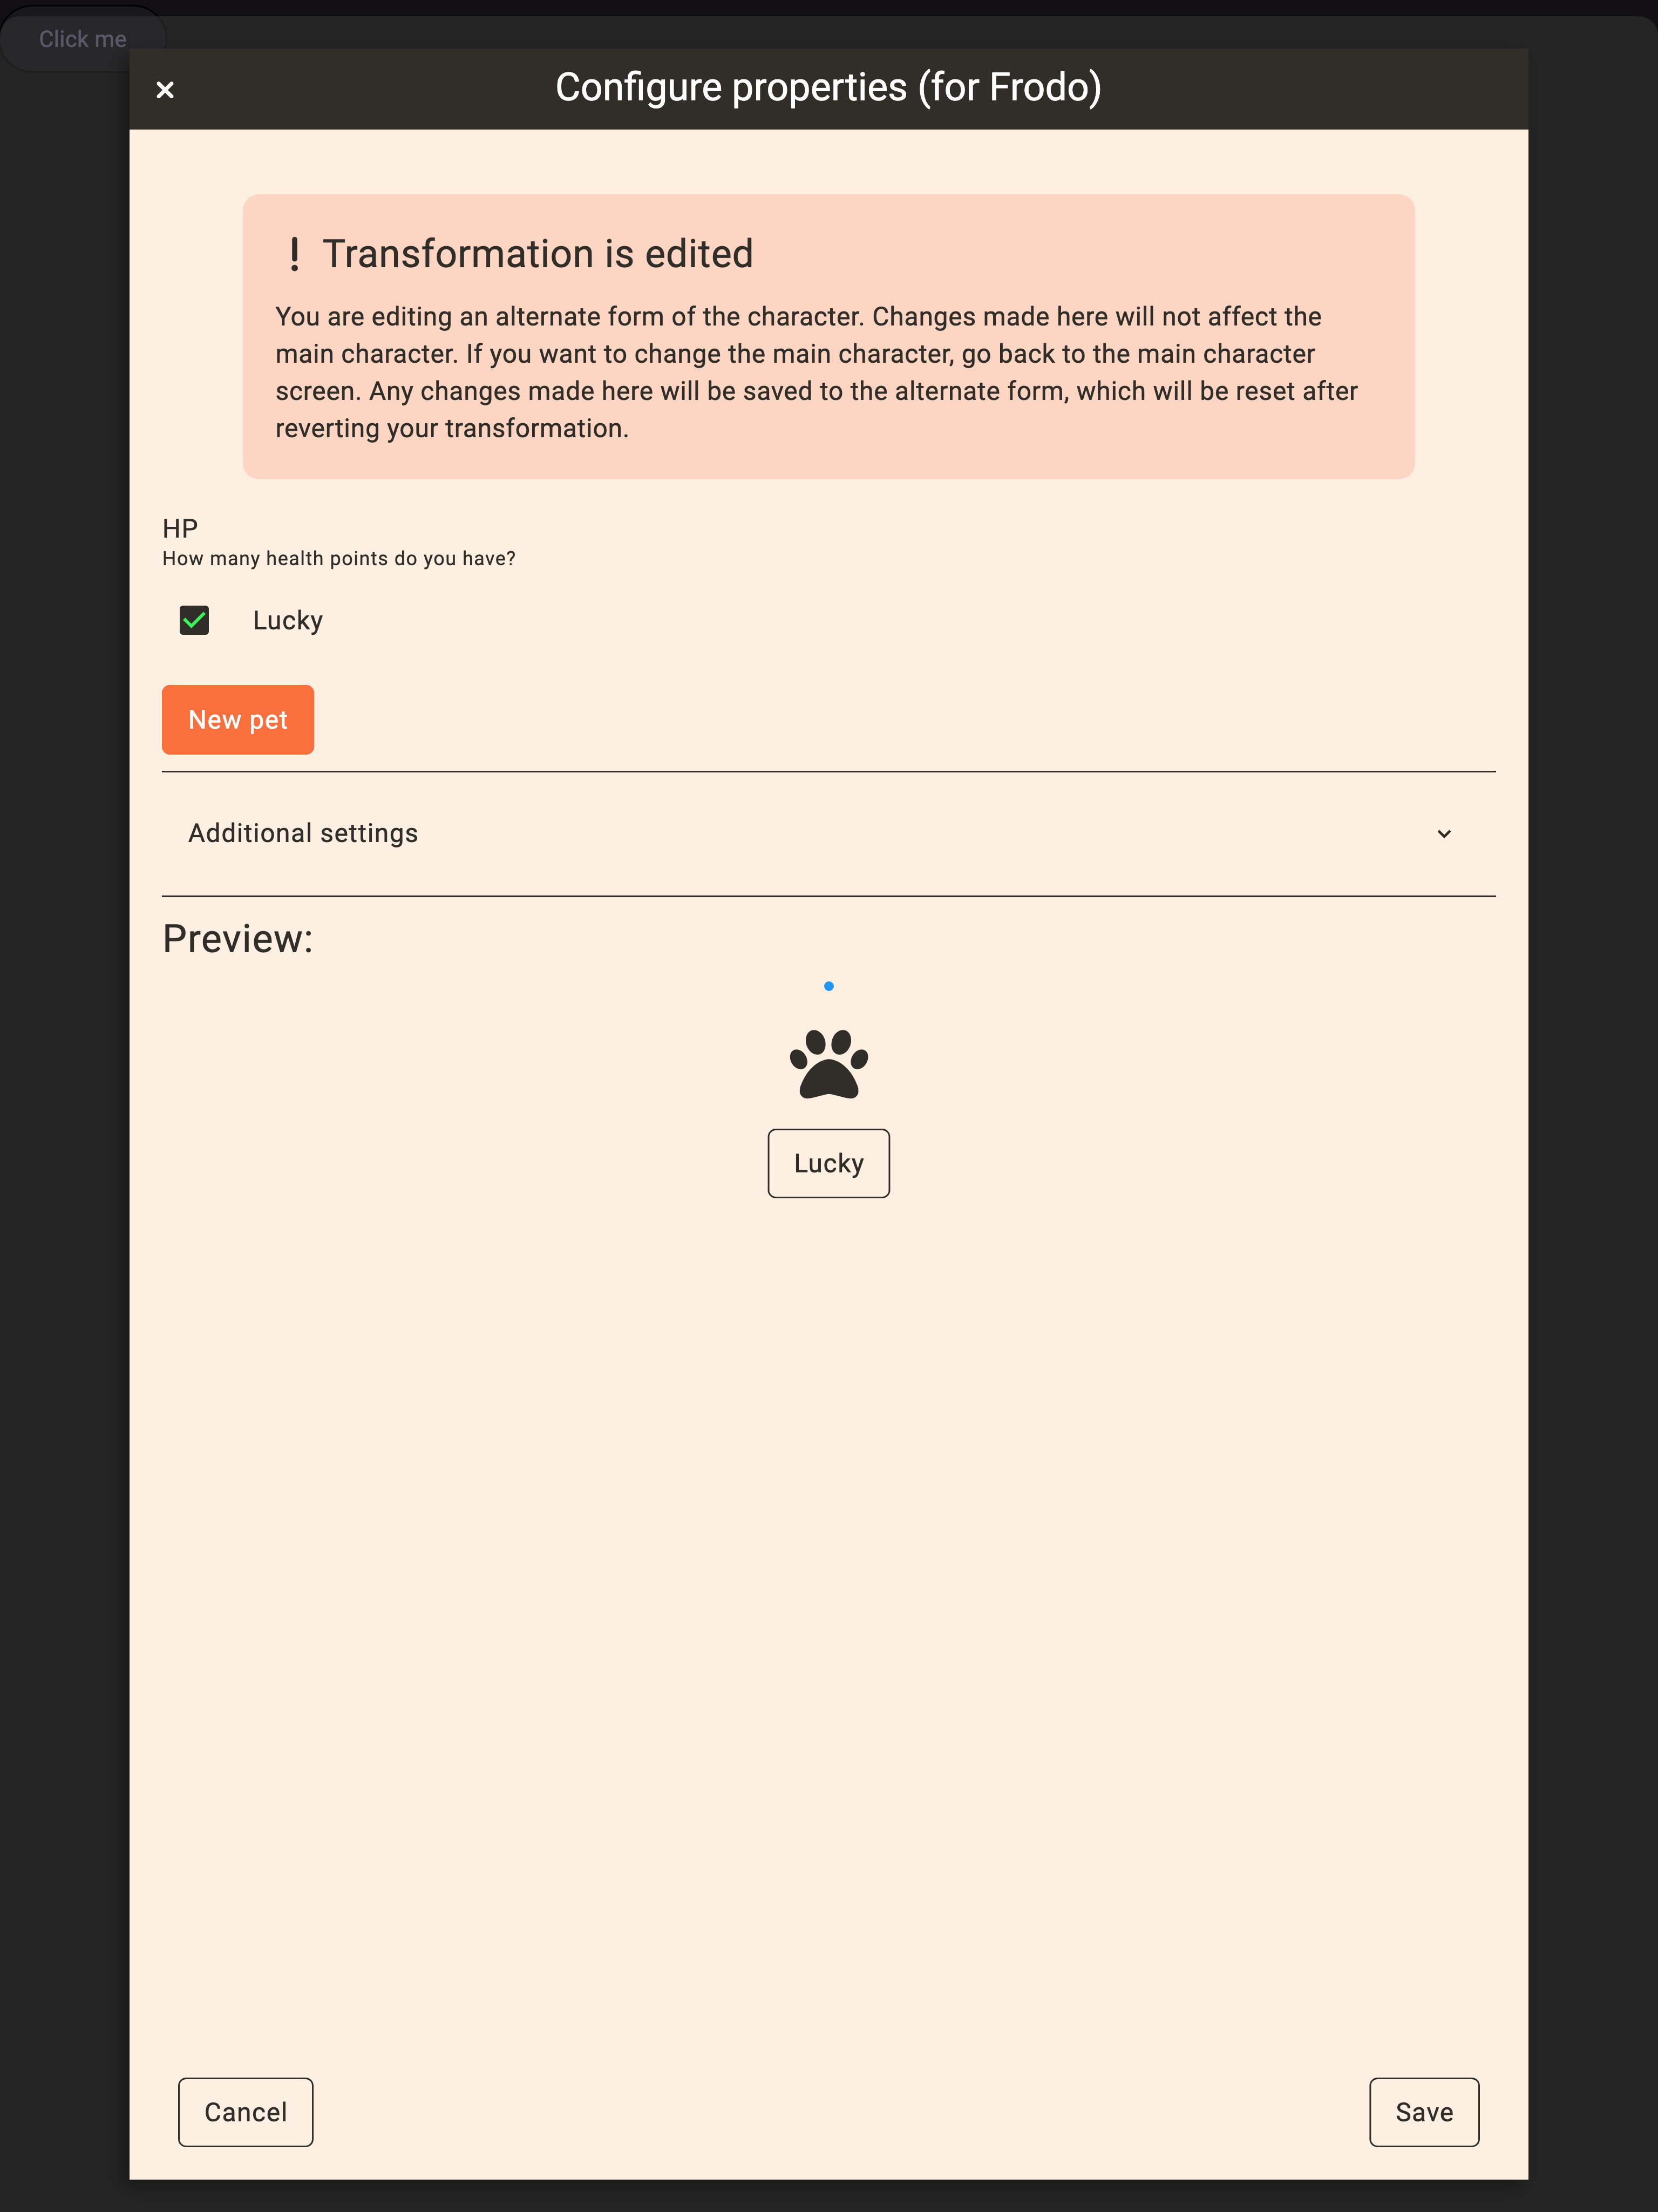 Click me
Configure properties (for Frodo)
Transformation is edited
You are editing an alternate form of the character. Changes made here will not affect the
main character. If you want to change the main character, go back to the main character
screen. Any changes made here will be saved to the alternate form, which will be reset after
reverting your transformation.
HP
How many health points do you have?
Lucky
New pet
Additional settings
Preview:
Lucky
Cancel
Save